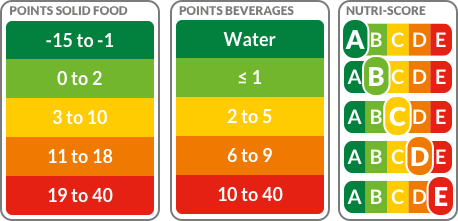 POINTS SOLID FOOD
-15 to -1
0 to 2
3 to 10
11 to 18
19 to 40
POINTS BEVERAGES
Water
≤ 1
2 to 5
6 to 9
10 to 40
NUTRI-SCORE
A B C D E
A B C D E
A B C D E
A B C D E
A B C D E